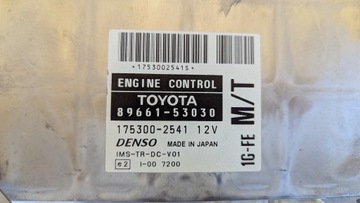 *1753002541S*
ENGINE CONTROL
TOYOTA
89661-53030
175300-2541 12V
DENSO MADE IN JAPAN
IMS-TR-DC-V01
e2 I-00 7200
1G-FE M/T